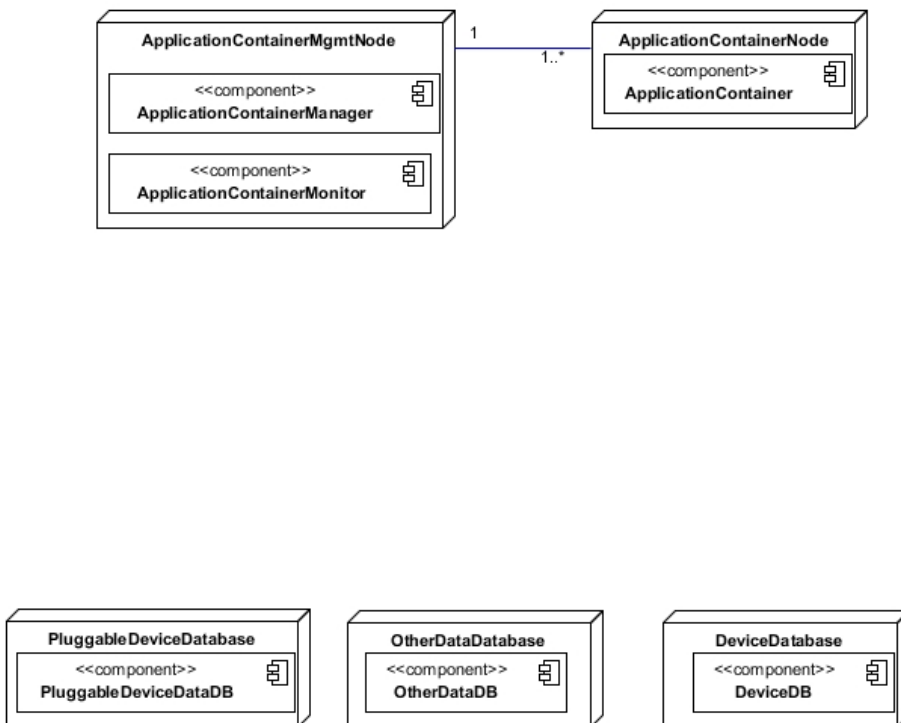 ApplicationContainerMgmtNode
<<component>>
ApplicationContainerManager
<<component>>
ApplicationContainerMonitor
1
1..*
ApplicationContainerNode
<<component>>
ApplicationContainer
PluggableDeviceDatabase
<<component>>
PluggableDeviceDataDB
OtherDataDatabase
<<component>>
OtherDataDB
DeviceDatabase
<<component>>
DeviceDB